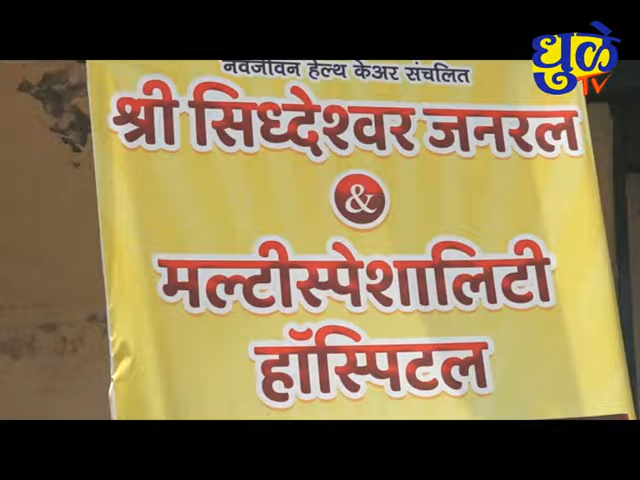 धुळे
TV
नवजीवन हेल्थ केअर संचलित
श्री सिध्देश्वर जनरल
&
मल्टीस्पेशालिटी
हॉस्पिटल